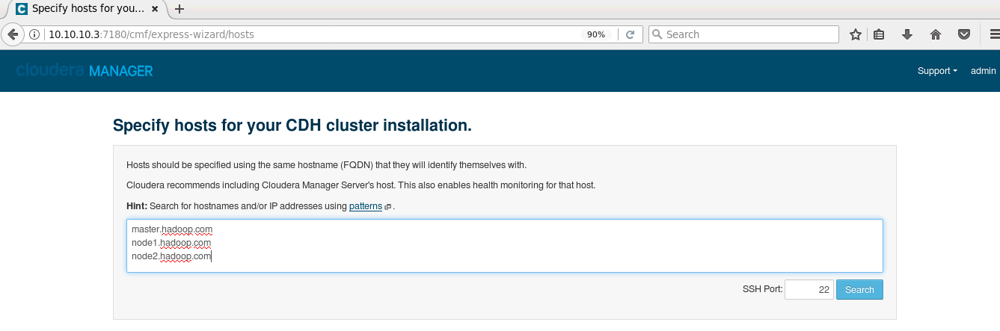 Specify hosts for you...
10.10.10.3:7180/cmf/express-wizard/hosts 90% Search
cloudera MANAGER Support admin
Specify hosts for your CDH cluster installation.
Hosts should be specified using the same hostname (FQDN) that they will identify themselves with.
Cloudera recommends including Cloudera Manager Server's host. This also enables health monitoring for that host.
Hint: Search for hostnames and/or IP addresses using patterns .
master.hadoop.com
node1.hadoop.com
node2.hadoop.com
SSH Port: 22 Search